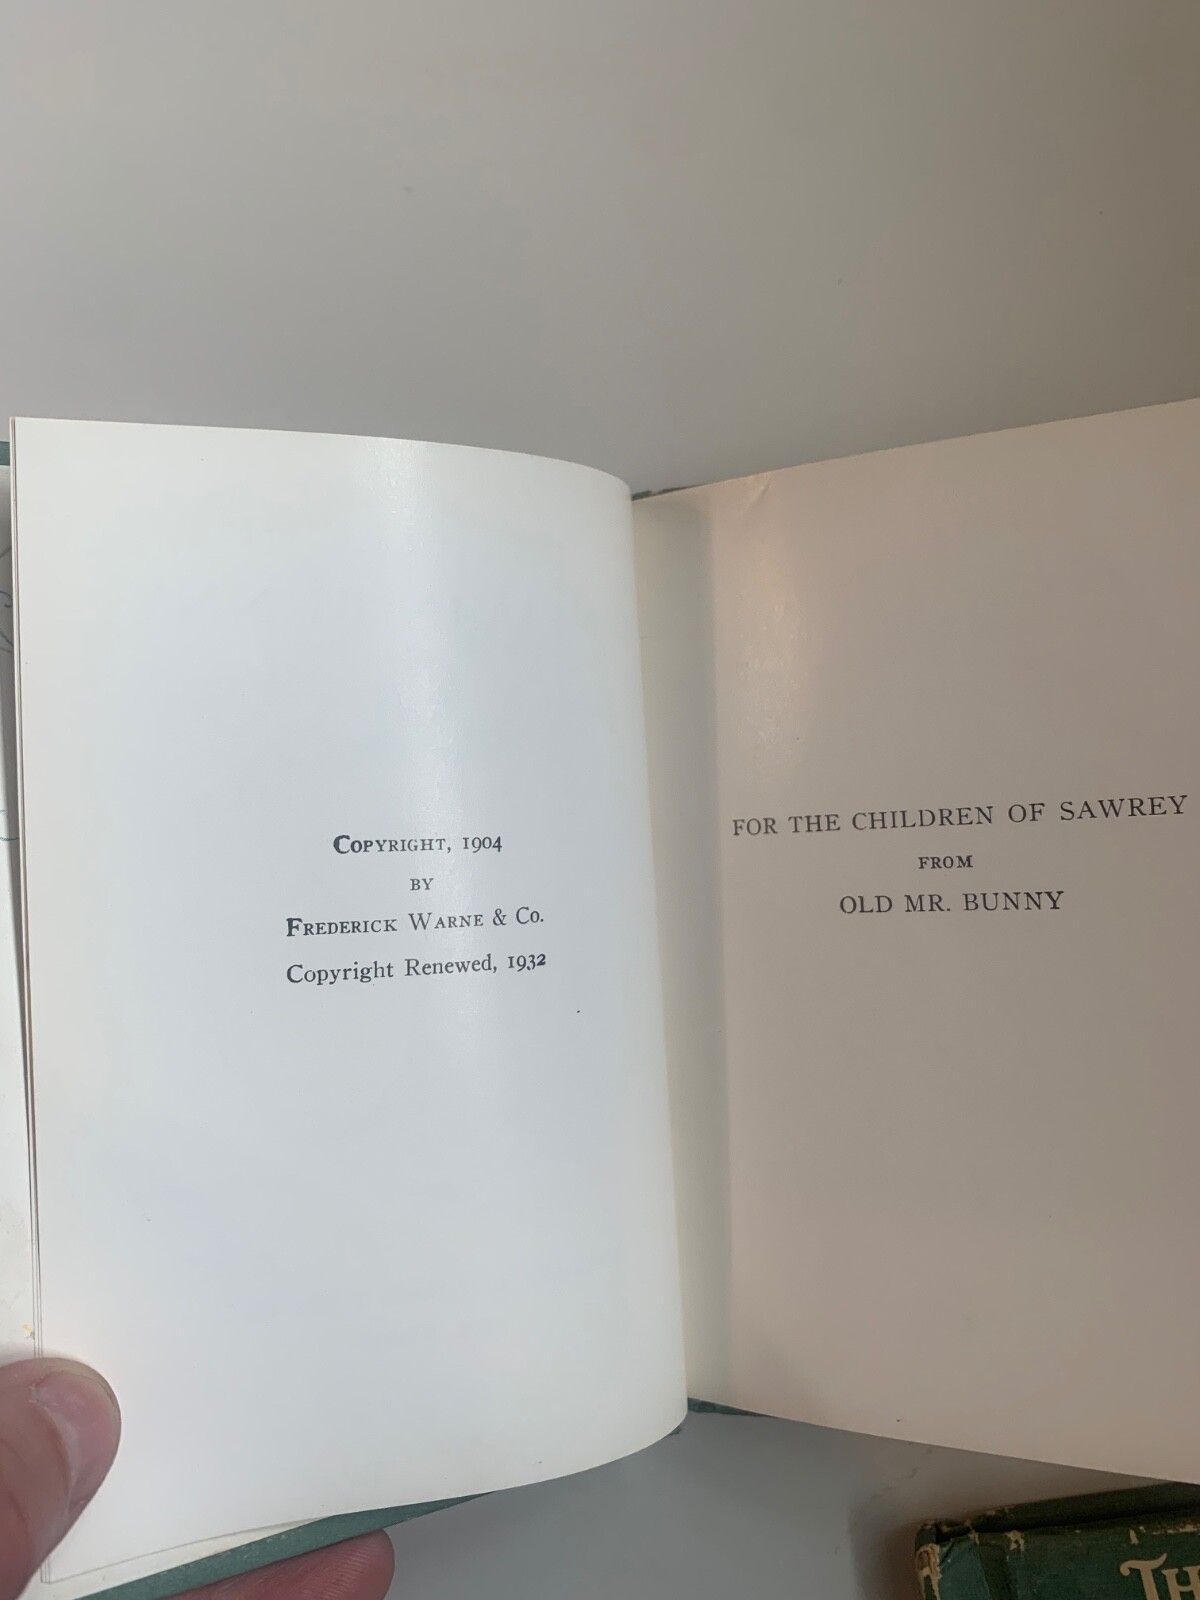 COPYRIGHT, 1904
BY
FREDERICK WARNE & Co.
Copyright Renewed, 1932
FOR THE CHILDREN OF SAWREY
FROM
OLD MR. BUNNY